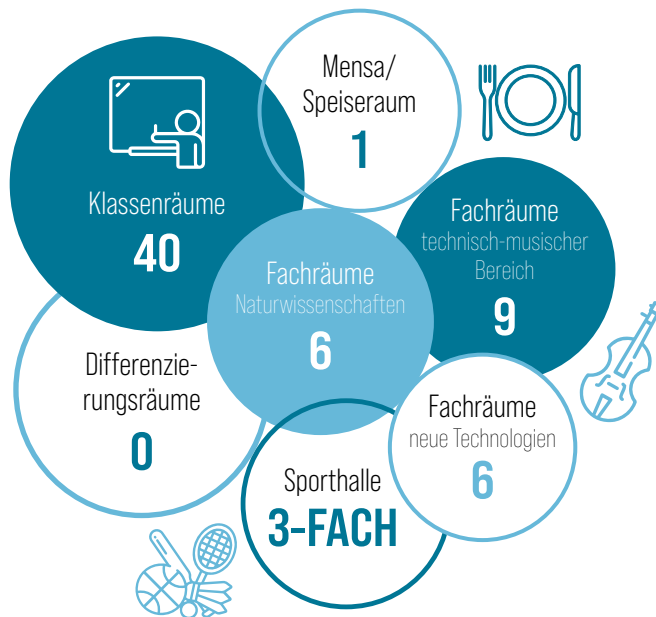 Mensa/
Speiseraum
1
Klassenräume
40
Fachräume
technisch-musischer
Bereich
9
Fachräume
Naturwissenschaften
6
Differenzie-
rungsräume
0
Fachräume
neue Technologien
6
Sporthalle
3-FACH